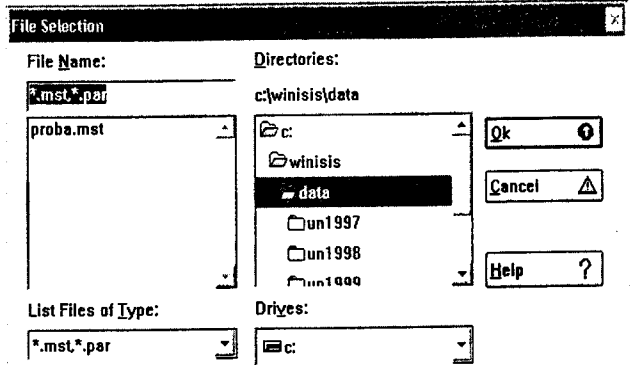 File Selection
File Name:
*.mst,*.par
proba.mst
List Files of Type:
*.mst,*.par
Directories:
c:\winisis\data
c:
winisis
data
un1997
un1998
un1999
Drives:
c:
Ok
Cancel
Help ?